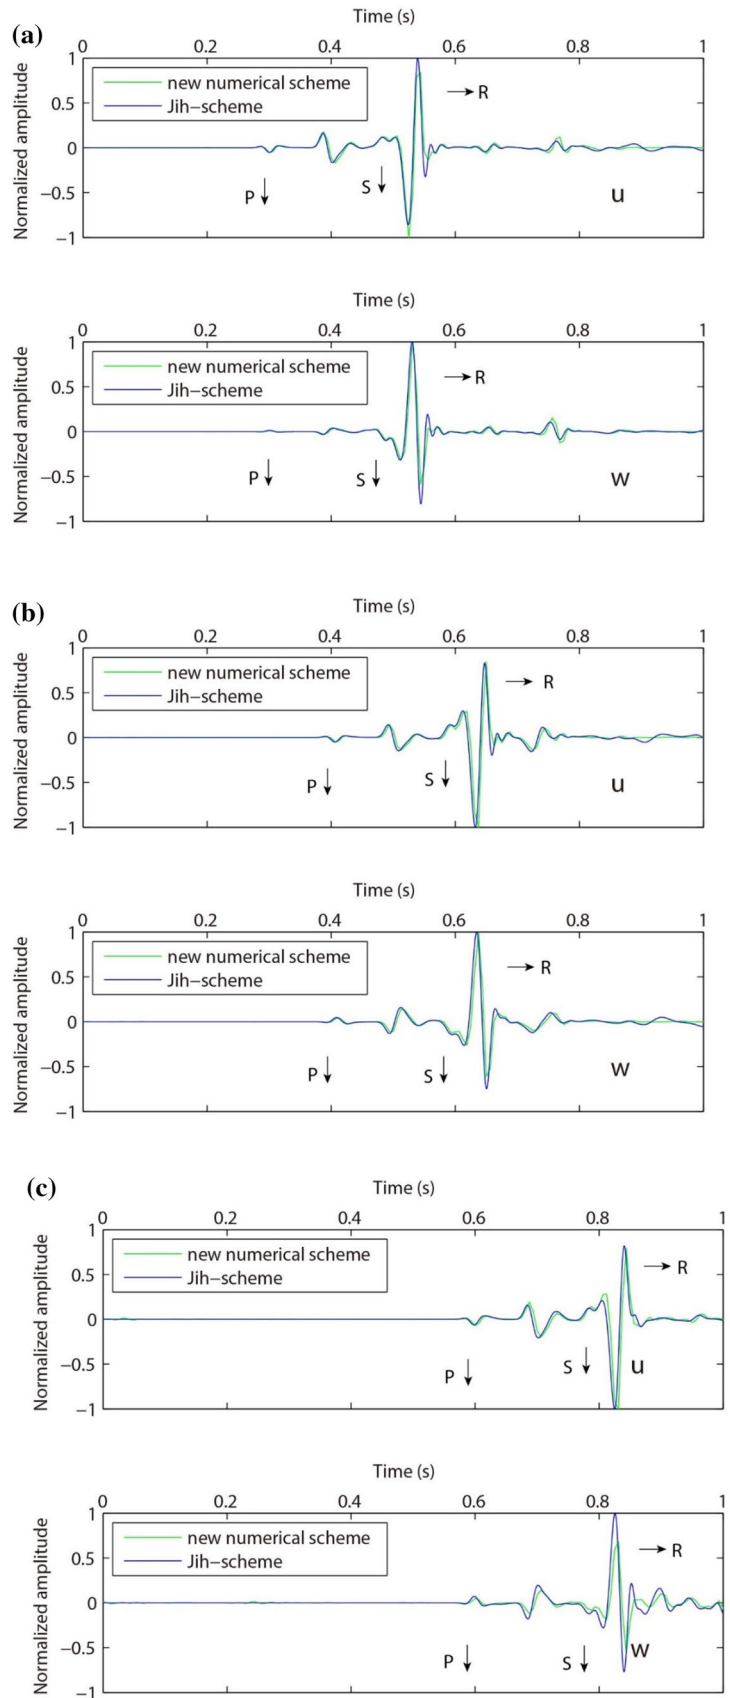 (a)
Time (s)
0 0.2 0.4 0.6 0.8 1
Normalized amplitude
1
0.5
0
−0.5
−1
new numerical scheme
Jih−scheme
R
P
S
u
Time (s)
0 0.2 0.4 0.6 0.8 1
Normalized amplitude
1
0.5
0
−0.5
−1
new numerical scheme
Jih−scheme
R
P
S
w
(b)
Time (s)
0 0.2 0.4 0.6 0.8 1
Normalized amplitude
1
0.5
0
−0.5
−1
new numerical scheme
Jih−scheme
R
P
S
u
Time (s)
0 0.2 0.4 0.6 0.8 1
Normalized amplitude
1
0.5
0
−0.5
−1
new numerical scheme
Jih−scheme
R
P
S
w
(c)
Time (s)
0 0.2 0.4 0.6 0.8 1
Normalized amplitude
1
0.5
0
−0.5
−1
new numerical scheme
Jih−scheme
R
P
S
u
Time (s)
0 0.2 0.4 0.6 0.8 1
Normalized amplitude
1
0.5
0
−0.5
−1
new numerical scheme
Jih−scheme
R
P
S
w